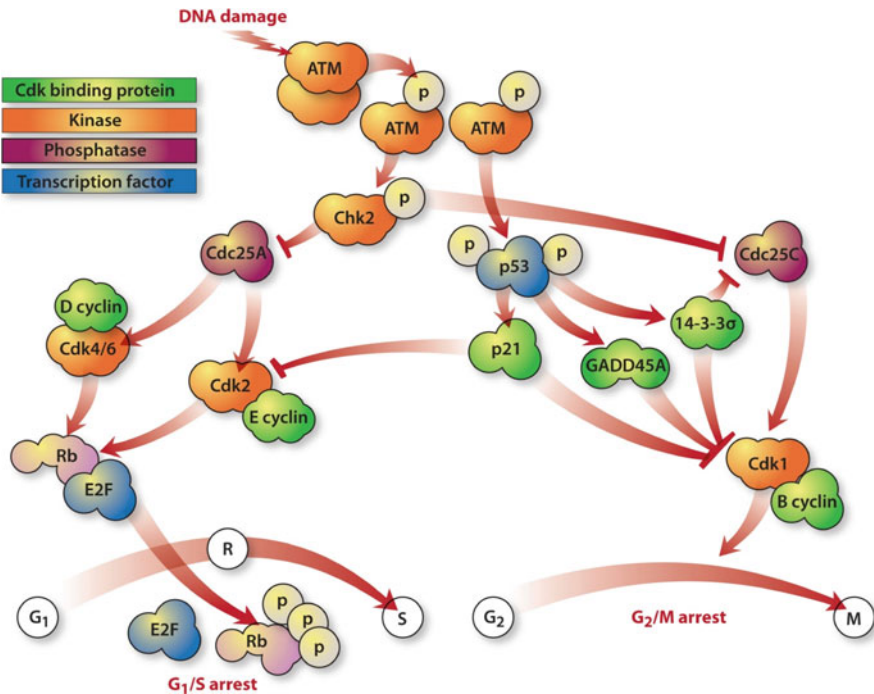 DNA damage
ATM
p
p
ATM
ATM
Cdk binding protein
Kinase
Phosphatase
Transcription factor
Chk2
p
Cdc25A
p
p53
p
Cdc25C
D cyclin
Cdk4/6
p21
14-3-3σ
GADD45A
Cdk2
E cyclin
Rb
E2F
Cdk1
B cyclin
R
G₁
S
G₂
M
G₂/M arrest
E2F
Rb
p
p
p
G₁/S arrest